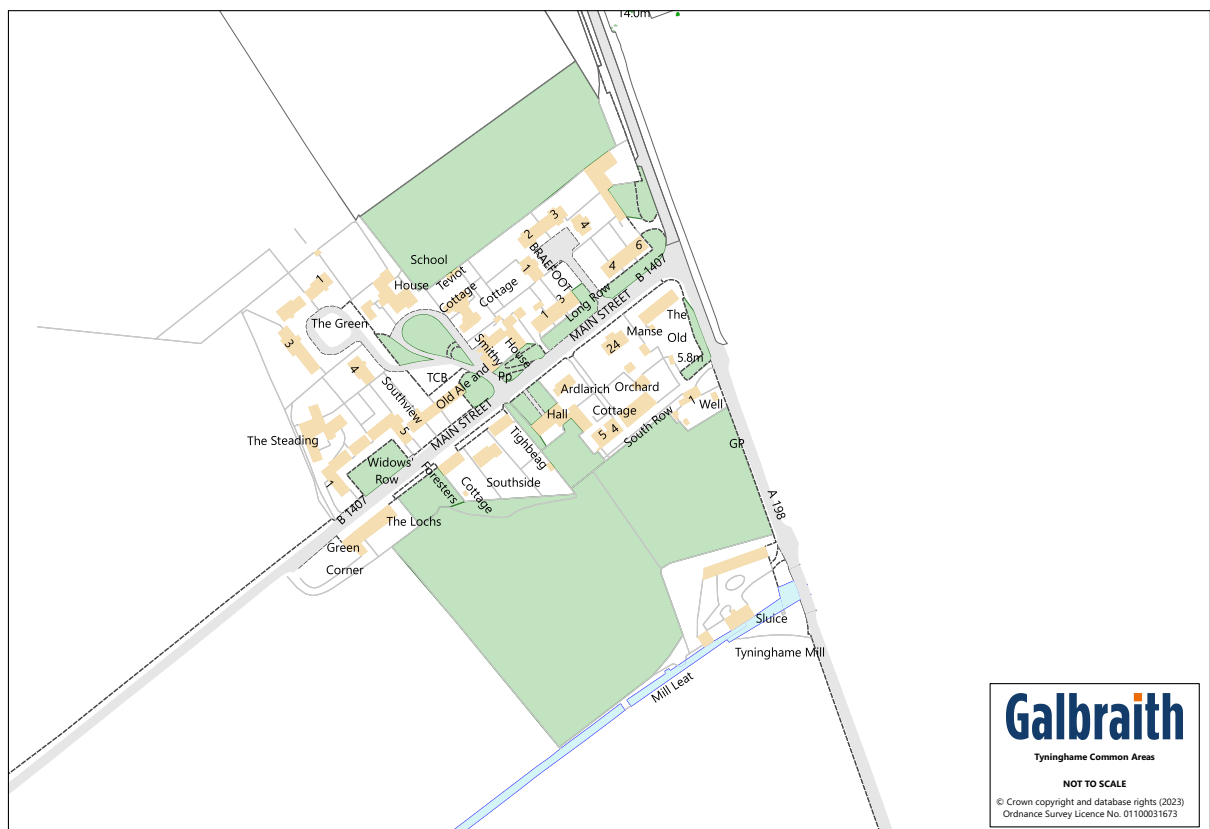 14.0m
School
House
Teviot
Cottage
Cottage
BRAEFOOT
2
3
4
1
1
3
4
6
Long Row
MAIN STREET
B 1407
The Green
1
3
4
Smithy
House
The
Old
Manse
5.8m
24
TCB
Old Ale and
Pp
Southview
5
MAIN STREET
Ardlarich
Orchard
Cottage
Hall
5
4
South Row
1
Well
GP
The Steading
1
Widows
Row
B 1407
Foresters
Cottage
Tighbeag
Southside
The Lochs
Green
Corner
A 198
Sluice
Tyninghame Mill
Mill Leat
Galbraith
Tyninghame Common Areas
NOT TO SCALE
© Crown copyright and database rights (2023)
Ordnance Survey Licence No. 01100031673